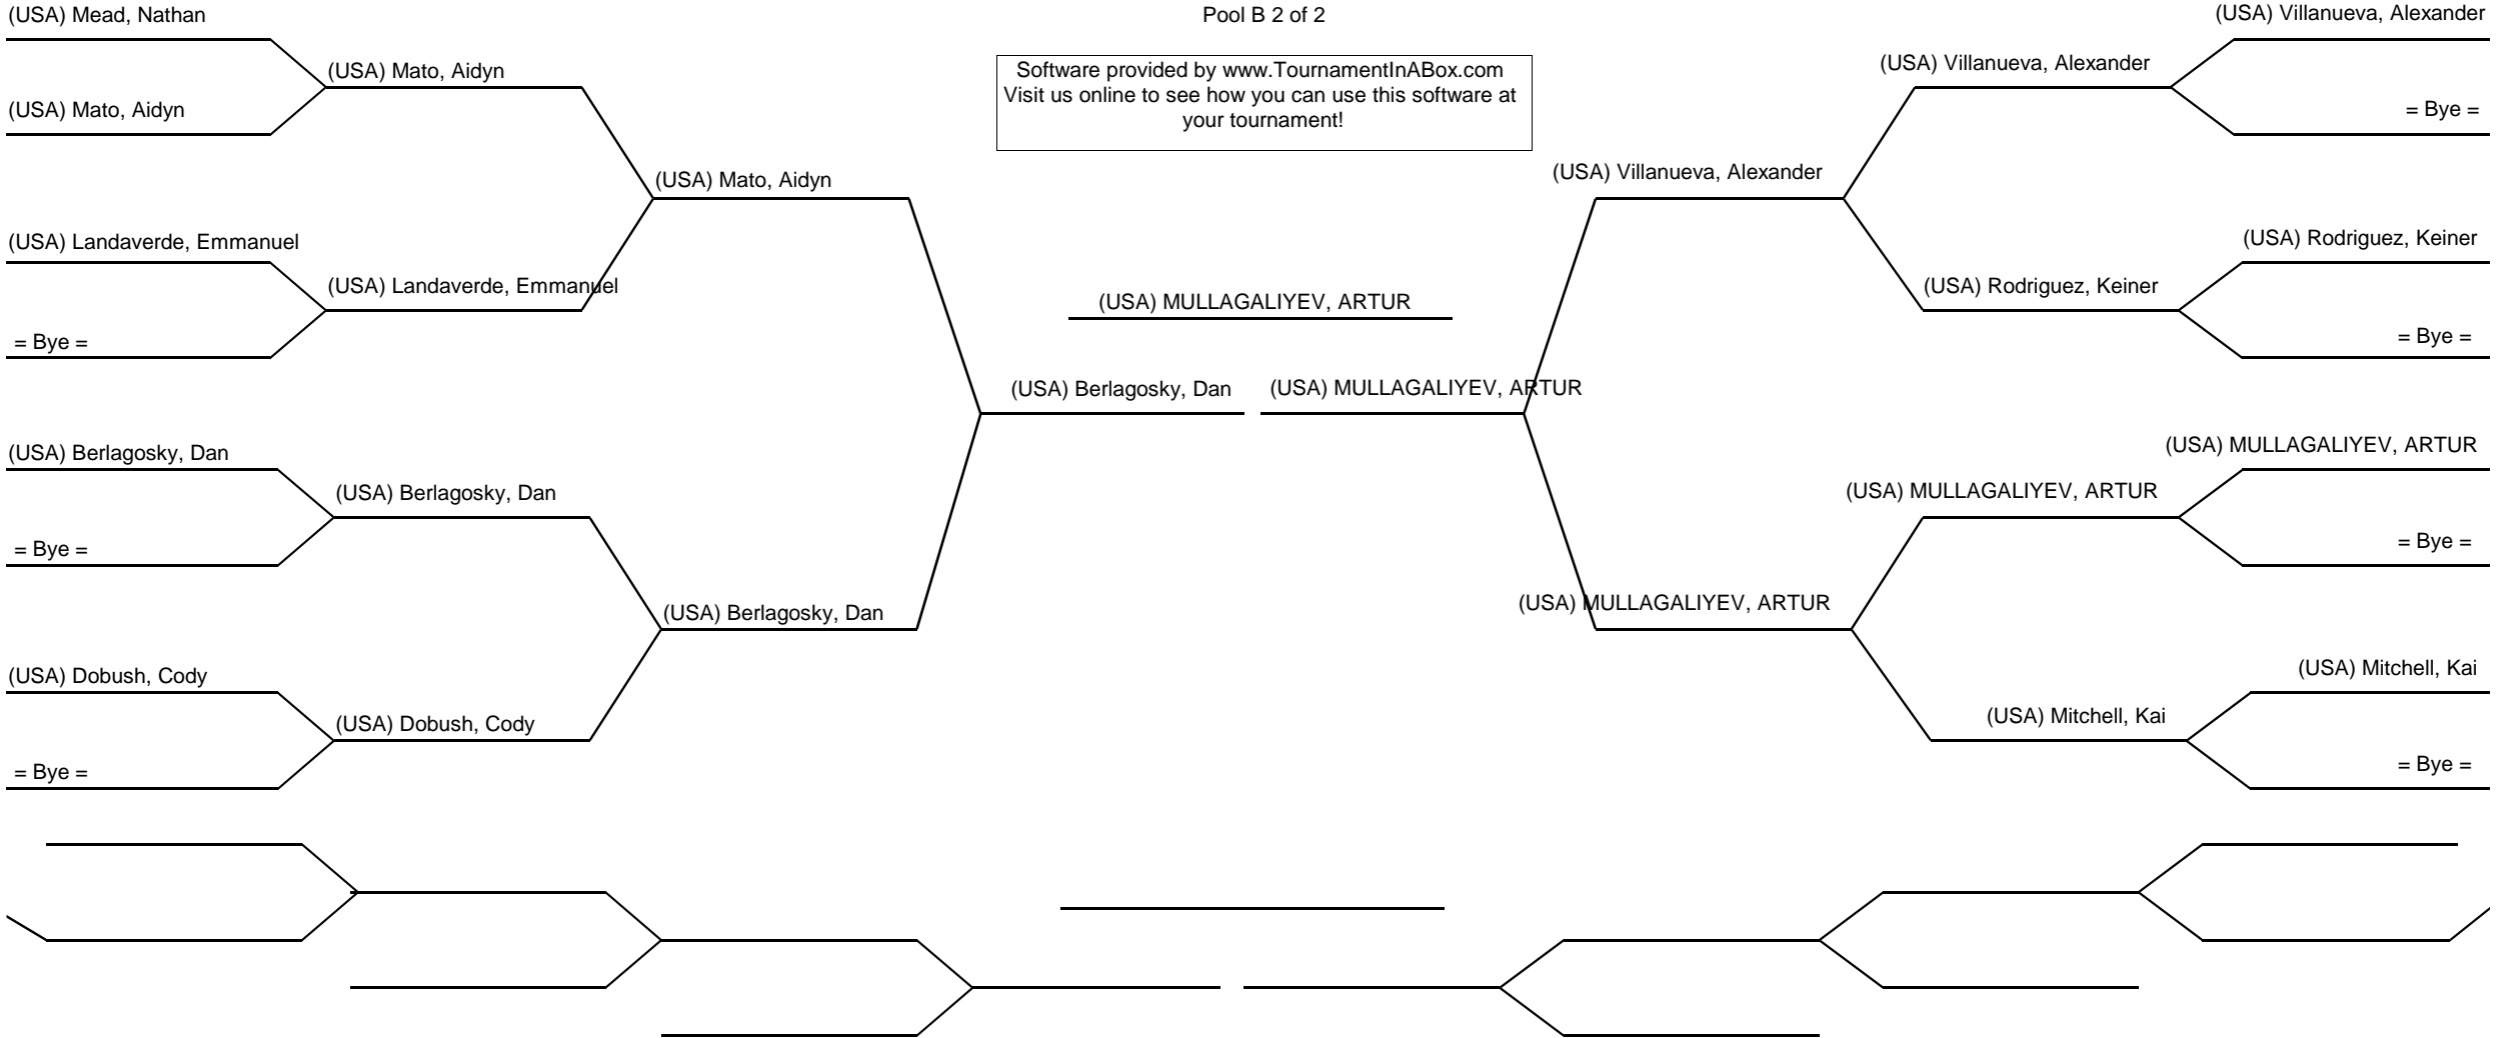 (USA) Mead, Nathan
Pool B 2 of 2
(USA) Villanueva, Alexander
(USA) Mato, Aidyn
Software provided by www.TournamentInABox.com
Visit us online to see how you can use this software at
your tournament!
(USA) Villanueva, Alexander
(USA) Mato, Aidyn
= Bye =
(USA) Mato, Aidyn
(USA) Villanueva, Alexander
(USA) Landaverde, Emmanuel
(USA) Rodriguez, Keiner
(USA) Landaverde, Emmanuel
(USA) MULLAGALIYEV, ARTUR
(USA) Rodriguez, Keiner
= Bye =
= Bye =
(USA) Berlagosky, Dan
(USA) MULLAGALIYEV, ARTUR
(USA) Berlagosky, Dan
(USA) MULLAGALIYEV, ARTUR
(USA) Berlagosky, Dan
(USA) MULLAGALIYEV, ARTUR
= Bye =
= Bye =
(USA) Berlagosky, Dan
(USA) MULLAGALIYEV, ARTUR
(USA) Dobush, Cody
(USA) Mitchell, Kai
(USA) Dobush, Cody
(USA) Mitchell, Kai
= Bye =
= Bye =